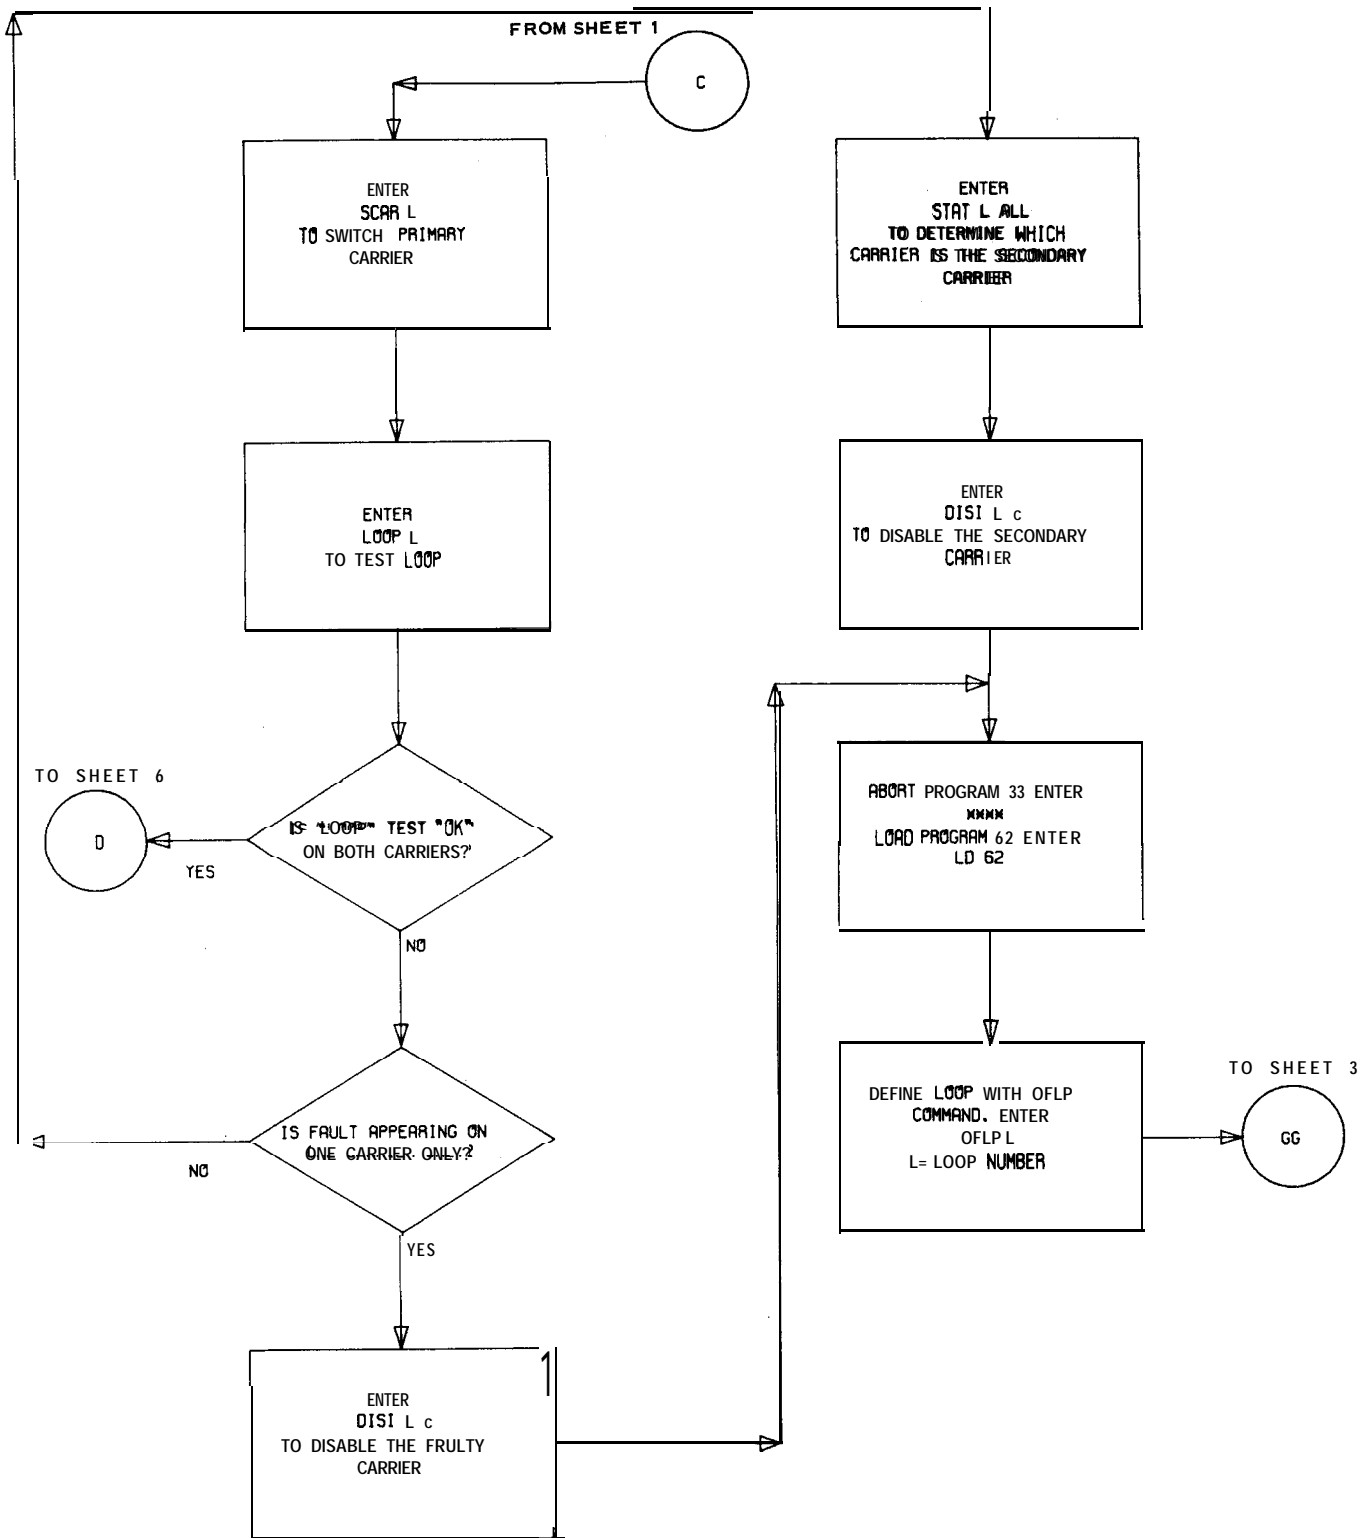 FROM SHEET 1
C
ENTER
SCAR L
TO SWITCH PRIMARY
CARRIER
ENTER
LOOP L
TO TEST LOOP
IS "LOOP" TEST "OK"
ON BOTH CARRIERS?
TO SHEET 6
D
YES
NO
IS FAULT APPEARING ON
ONE CARRIER ONLY?
NO
YES
ENTER
DISI L c
TO DISABLE THE FRULTY
CARRIER
1
ENTER
STAT L ALL
TO DETERMINE WHICH
CARRIER IS THE SECONDARY
CARRIER
ENTER
DISI L c
TO DISABLE THE SECONDARY
CARRIER
ABORT PROGRAM 33 ENTER
****
LOAD PROGRAM 62 ENTER
LD 62
DEFINE LOOP WITH OFLP
COMMAND. ENTER
OFLP L
L= LOOP NUMBER
TO SHEET 3
GG